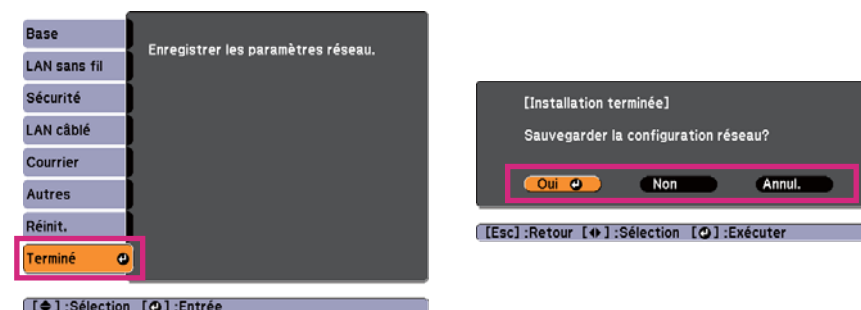 Base
LAN sans fil
Sécurité
LAN câblé
Courrier
Autres
Réinit.
Terminé
Enregistrer les paramètres réseau.
[ ] :Sélection [ ] :Entrée
[Installation terminée]
Sauvegarder la configuration réseau?
Oui Non Annul.
[Esc] :Retour [ ] :Sélection [ ] :Exécuter